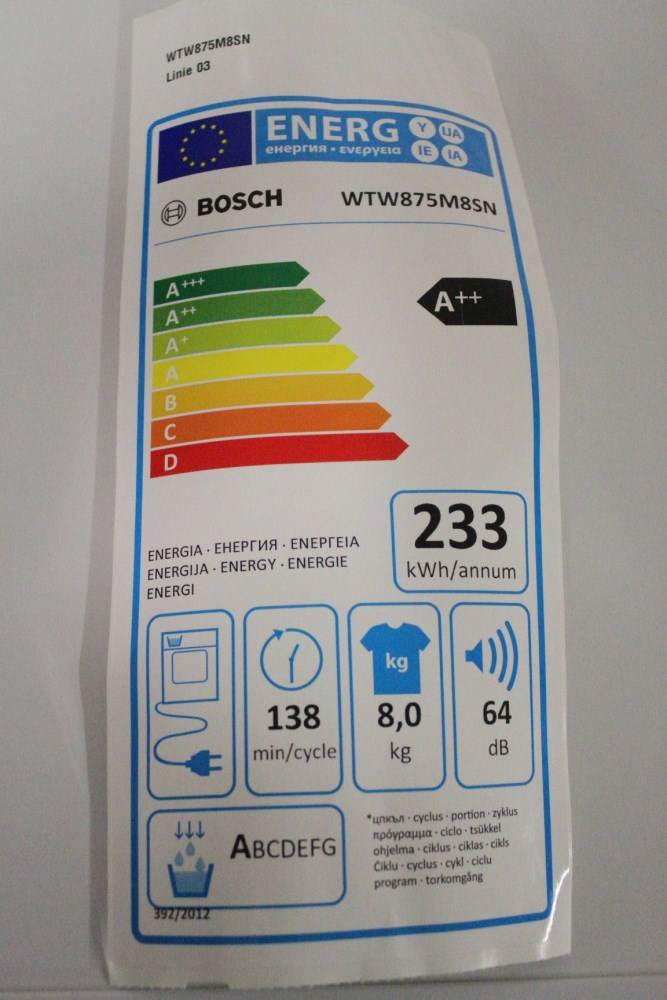 WTW875M8SN
Linie 03
ENERG
енергия · ενεργεια
Y IJA
IE IA
BOSCH WTW875M8SN
A+++
A++
A+
A
B
C
D
A++
233
kWh/annum
ENERGIA · ЕНЕРГИЯ · ΕΝΕΡΓΕΙΑ
ENERGIJA · ENERGY · ENERGIE
ENERGI
138
min/cycle
kg
8,0
kg
64
dB
ABCDEFG
*цикъл · cyclus · portion · zyklus
πρόγραμμα · ciclo · tsükkel
ohjelma · ciklus · ciklas · cikls
Ċiklu · cyclus · cykl · ciclu
program · torkomgång
392/2012